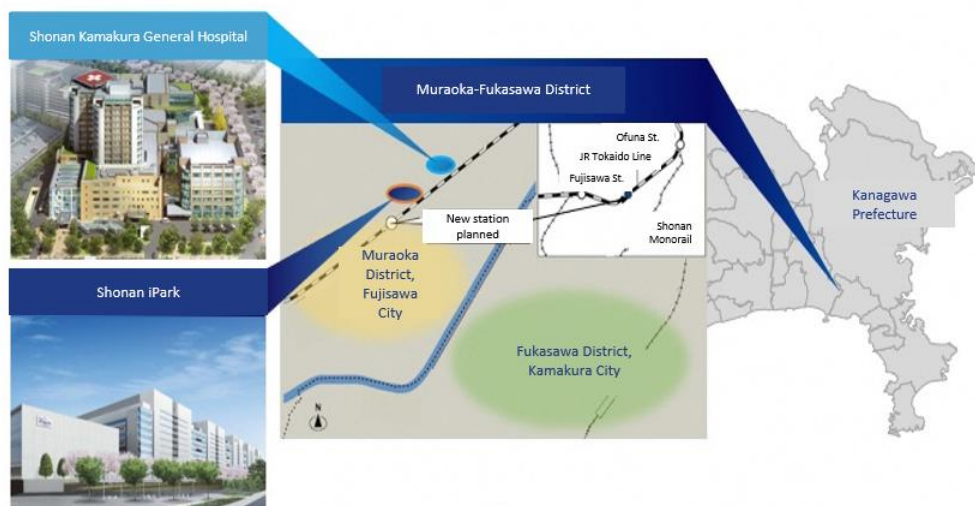 Shonan Kamakura General Hospital
Muraoka-Fukasawa District
Ofuna St.
JR Tokaido Line
Fujisawa St.
New station
planned
Shonan
Monorail
Kanagawa
Prefecture
Muraoka
District,
Fujisawa
City
Shonan iPark
Fukasawa District,
Kamakura City
N